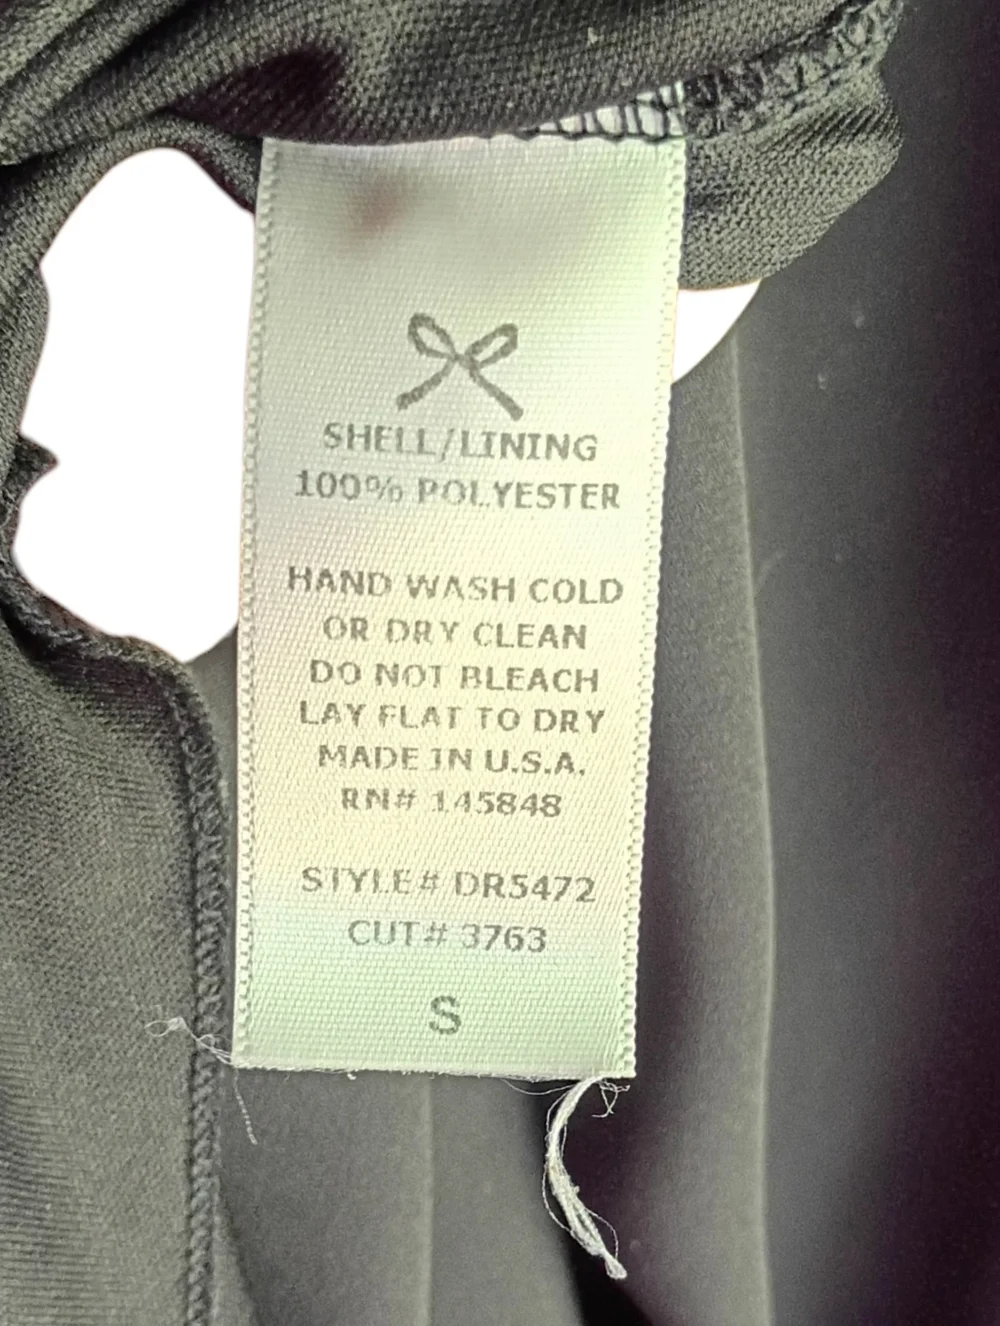 SHELL/LINING
100% POLYESTER
HAND WASH COLD
OR DRY CLEAN
DO NOT BLEACH
LAY FLAT TO DRY
MADE IN U.S.A.
RN# 145848
STYLE# DR5472
CUT# 3763
S